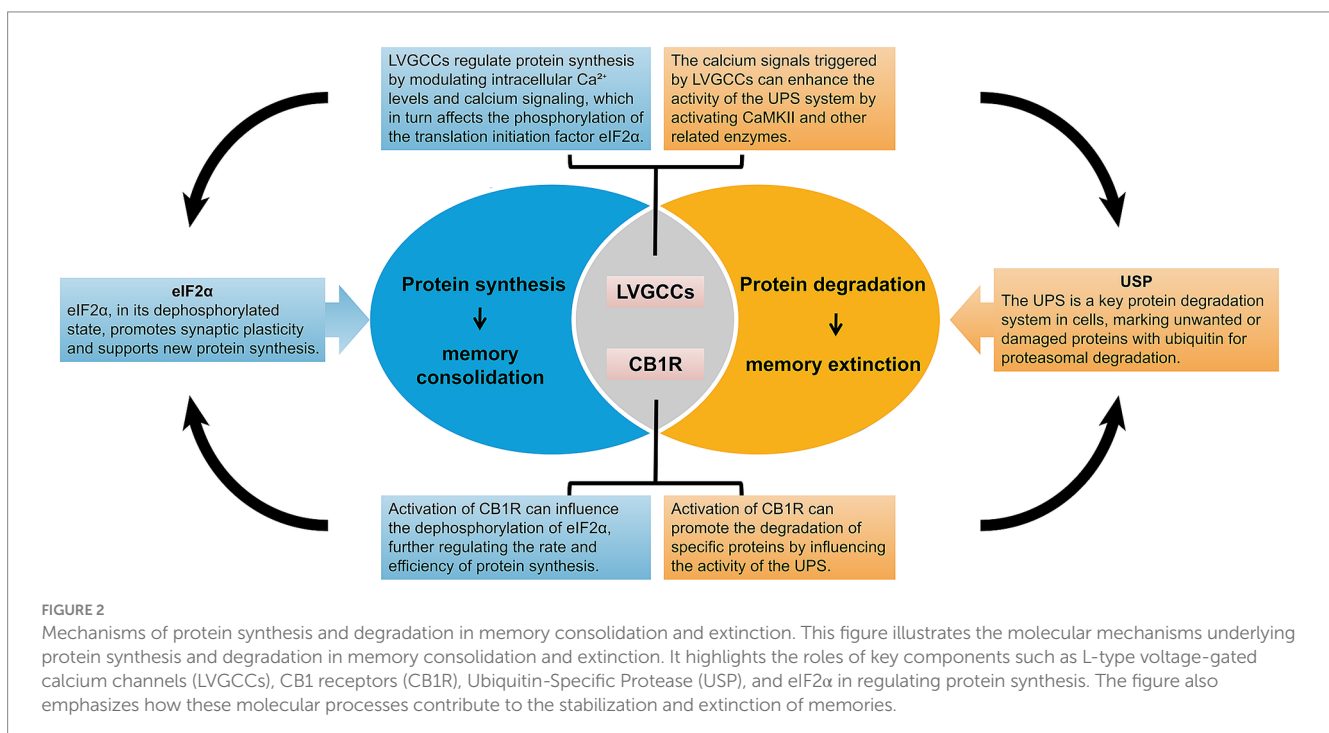 LVGCCs regulate protein synthesis
by modulating intracellular Ca²⁺
levels and calcium signaling, which
in turn affects the phosphorylation of
the translation initiation factor eIF2α.
The calcium signals triggered
by LVGCCs can enhance the
activity of the UPS system by
activating CaMKII and other
related enzymes.
eIF2α
eIF2α, in its dephosphorylated
state, promotes synaptic plasticity
and supports new protein synthesis.
Protein synthesis
memory
consolidation
LVGCCs
CB1R
Protein degradation
memory extinction
USP
The UPS is a key protein degradation
system in cells, marking unwanted or
damaged proteins with ubiquitin for
proteasomal degradation.
Activation of CB1R can influence
the dephosphorylation of eIF2α,
further regulating the rate and
efficiency of protein synthesis.
Activation of CB1R can
promote the degradation of
specific proteins by influencing
the activity of the UPS.
FIGURE 2
Mechanisms of protein synthesis and degradation in memory consolidation and extinction. This figure illustrates the molecular mechanisms underlying
protein synthesis and degradation in memory consolidation and extinction. It highlights the roles of key components such as L-type voltage-gated
calcium channels (LVGCCs), CB1 receptors (CB1R), Ubiquitin-Specific Protease (USP), and eIF2α in regulating protein synthesis. The figure also
emphasizes how these molecular processes contribute to the stabilization and extinction of memories.